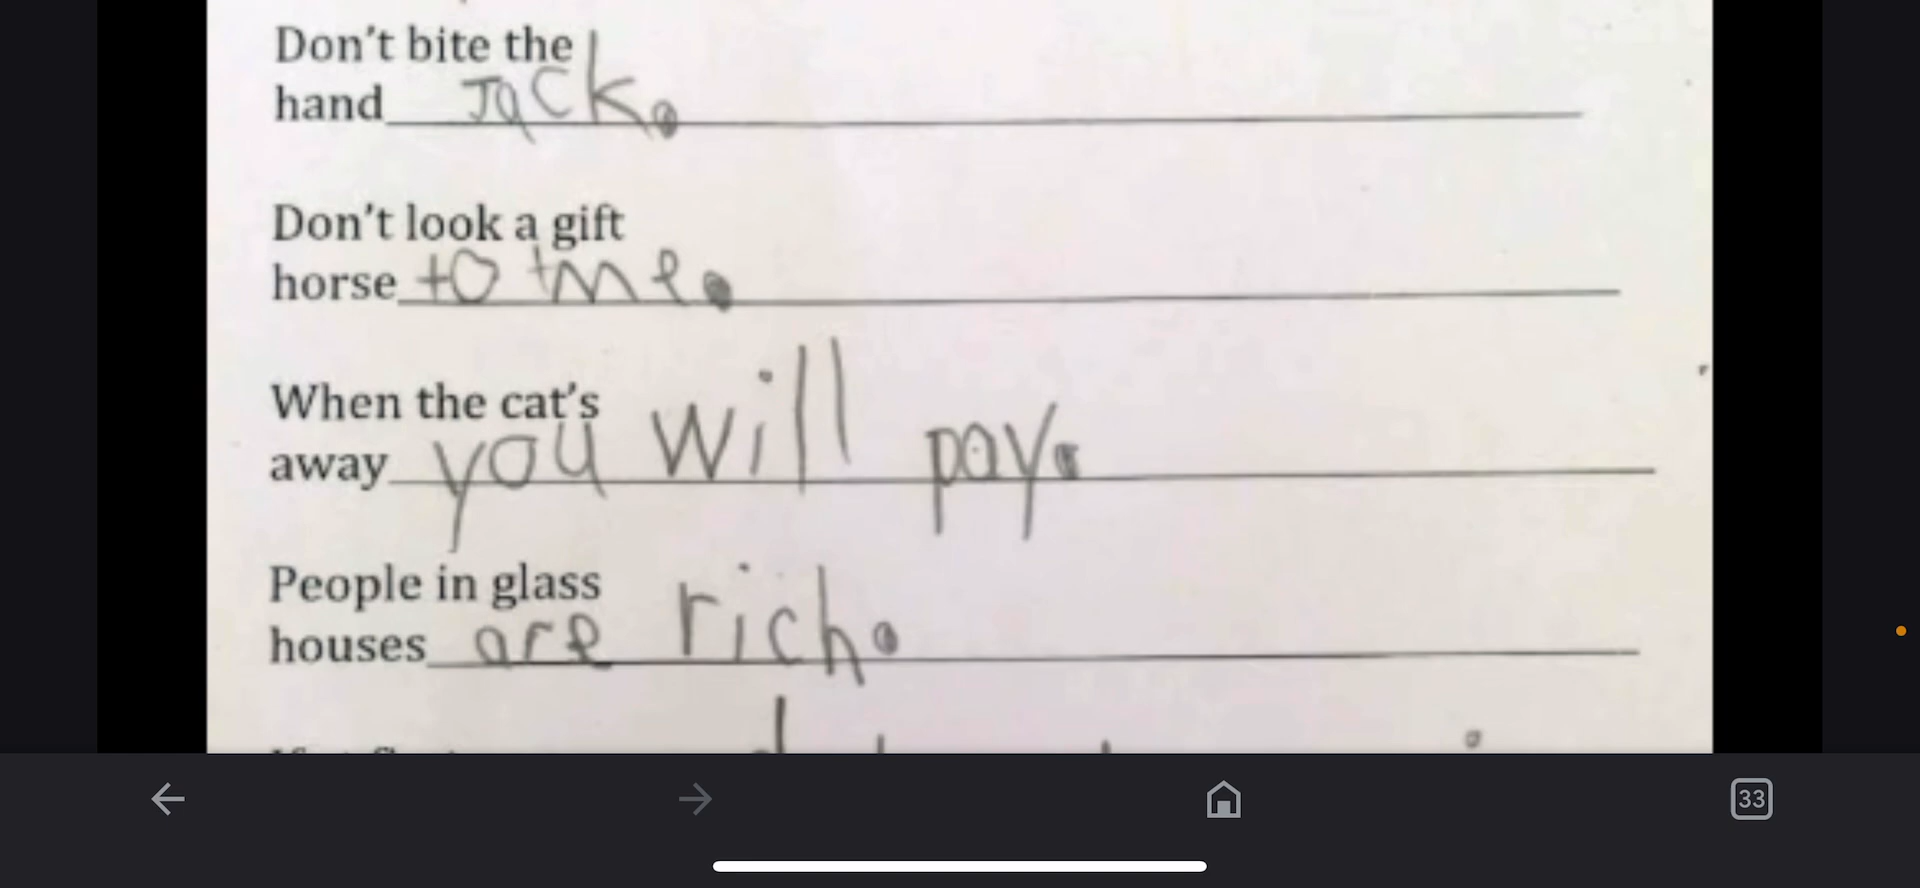 Don't bite the
hand Jack.
Don't look a gift
horse to me.
When the cat's
away you will pay.
People in glass
houses are rich.
33